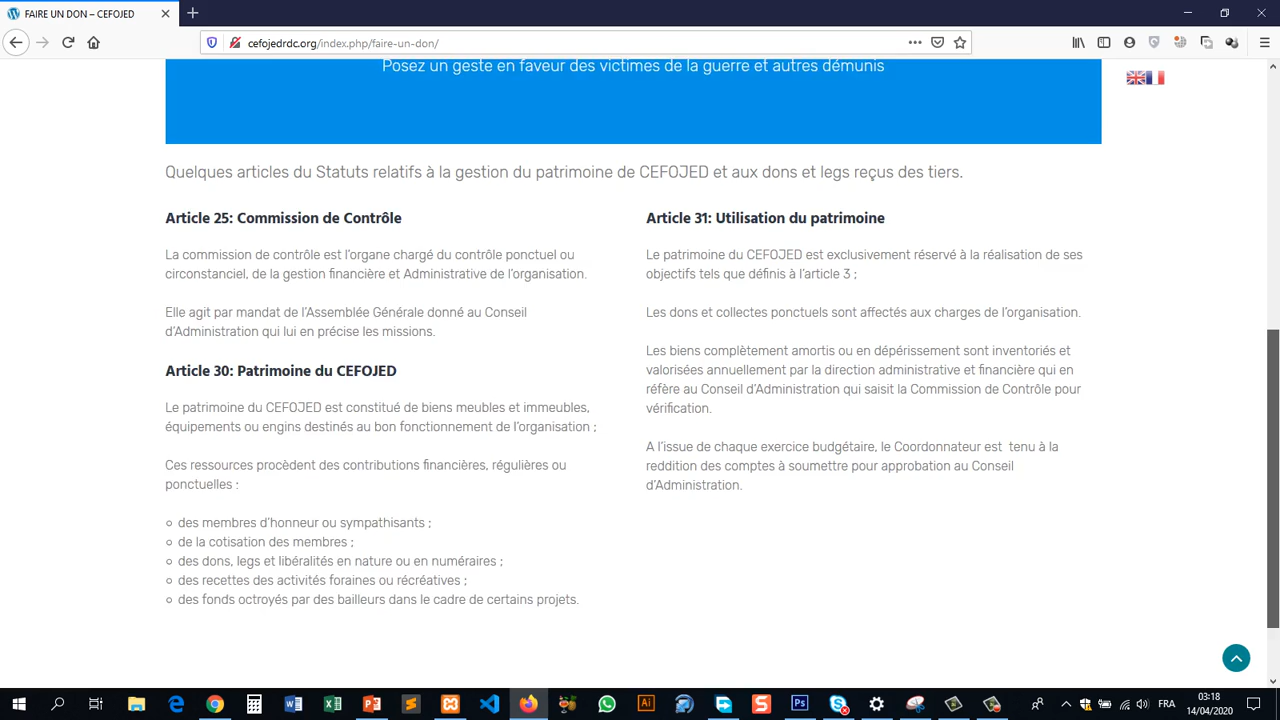 FAIRE UN DON – CEFOJED
cefojedrdc.org/index.php/faire-un-don/
Posez un geste en faveur des victimes de la guerre et autres démunis
Quelques articles du Statuts relatifs à la gestion du patrimoine de CEFOJED et aux dons et legs reçus des tiers.
Article 25: Commission de Contrôle
La commission de contrôle est l'organe chargé du contrôle ponctuel ou
circonstanciel, de la gestion financière et Administrative de l'organisation.
Elle agit par mandat de l'Assemblée Générale donné au Conseil
d'Administration qui lui en précise les missions.
Article 30: Patrimoine du CEFOJED
Le patrimoine du CEFOJED est constitué de biens meubles et immeubles,
équipements ou engins destinés au bon fonctionnement de l'organisation ;
Ces ressources procèdent des contributions financières, régulières ou
ponctuelles :
des membres d'honneur ou sympathisants ;
de la cotisation des membres ;
des dons, legs et libéralités en nature ou en numéraires ;
des recettes des activités foraines ou récréatives ;
des fonds octroyés par des bailleurs dans le cadre de certains projets.
Article 31: Utilisation du patrimoine
Le patrimoine du CEFOJED est exclusivement réservé à la réalisation de ses
objectifs tels que définis à l'article 3 ;
Les dons et collectes ponctuels sont affectés aux charges de l'organisation.
Les biens complètement amortis ou en dépérissement sont inventoriés et
valorisées annuellement par la direction administrative et financière qui en
réfère au Conseil d'Administration qui saisit la Commission de Contrôle pour
vérification.
A l'issue de chaque exercice budgétaire, le Coordonnateur est tenu à la
reddition des comptes à soumettre pour approbation au Conseil
d'Administration.
FRA
03:18
14/04/2020